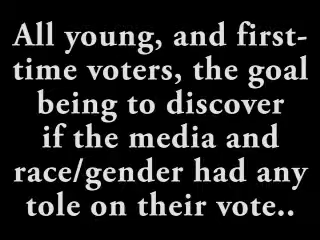 All young, and first-
time voters, the goal
being to discover
if the media and
race/gender had any
tole on their vote..